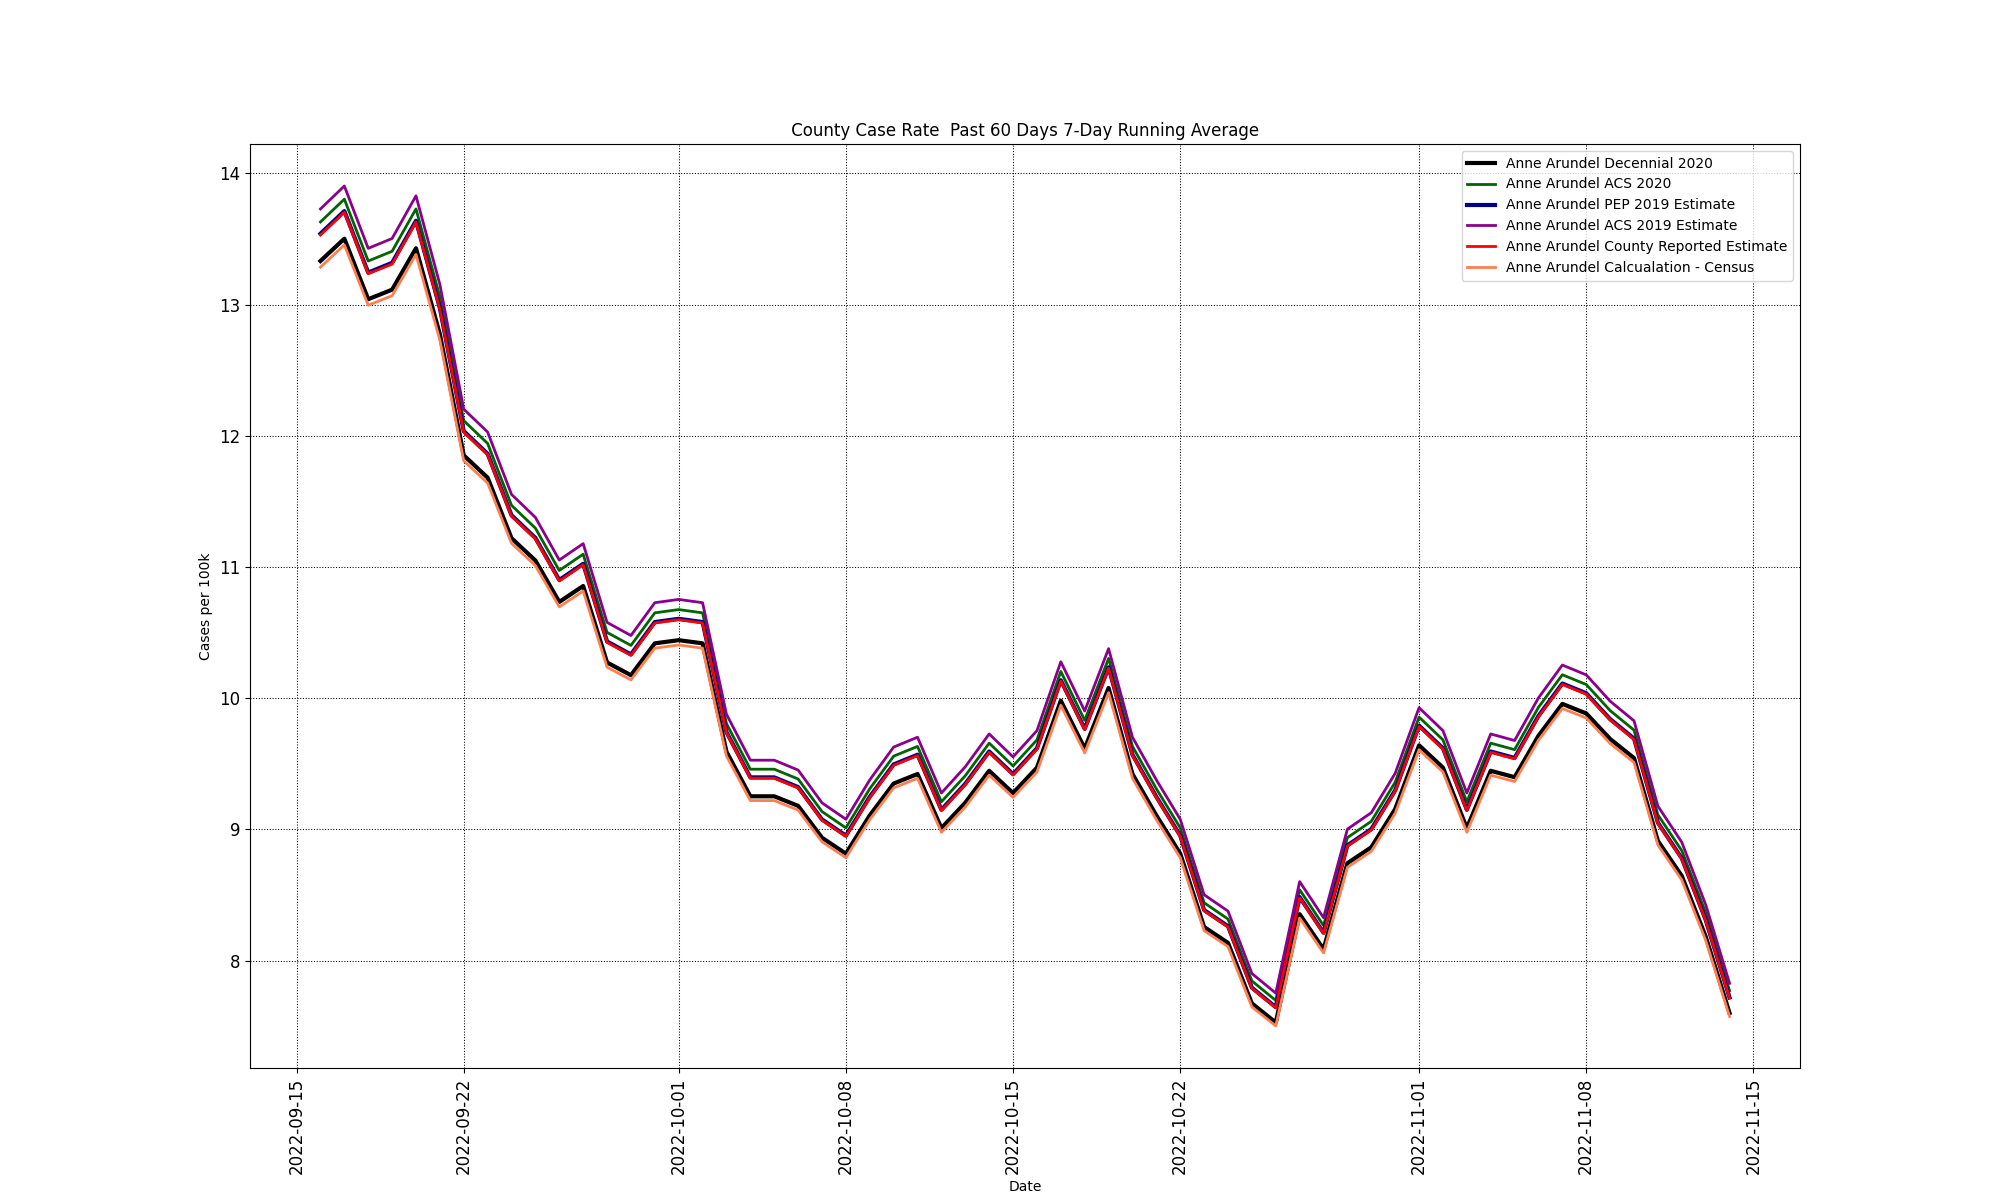 County Case Rate  Past 60 Days 7-Day Running Average
Anne Arundel Decennial 2020
Anne Arundel ACS 2020
Anne Arundel PEP 2019 Estimate
Anne Arundel ACS 2019 Estimate
Anne Arundel County Reported Estimate
Anne Arundel Calcualation - Census
Cases per 100k
14
13
12
11
10
9
8
2022-09-15
2022-09-22
2022-10-01
2022-10-08
2022-10-15
2022-10-22
2022-11-01
2022-11-08
2022-11-15
Date